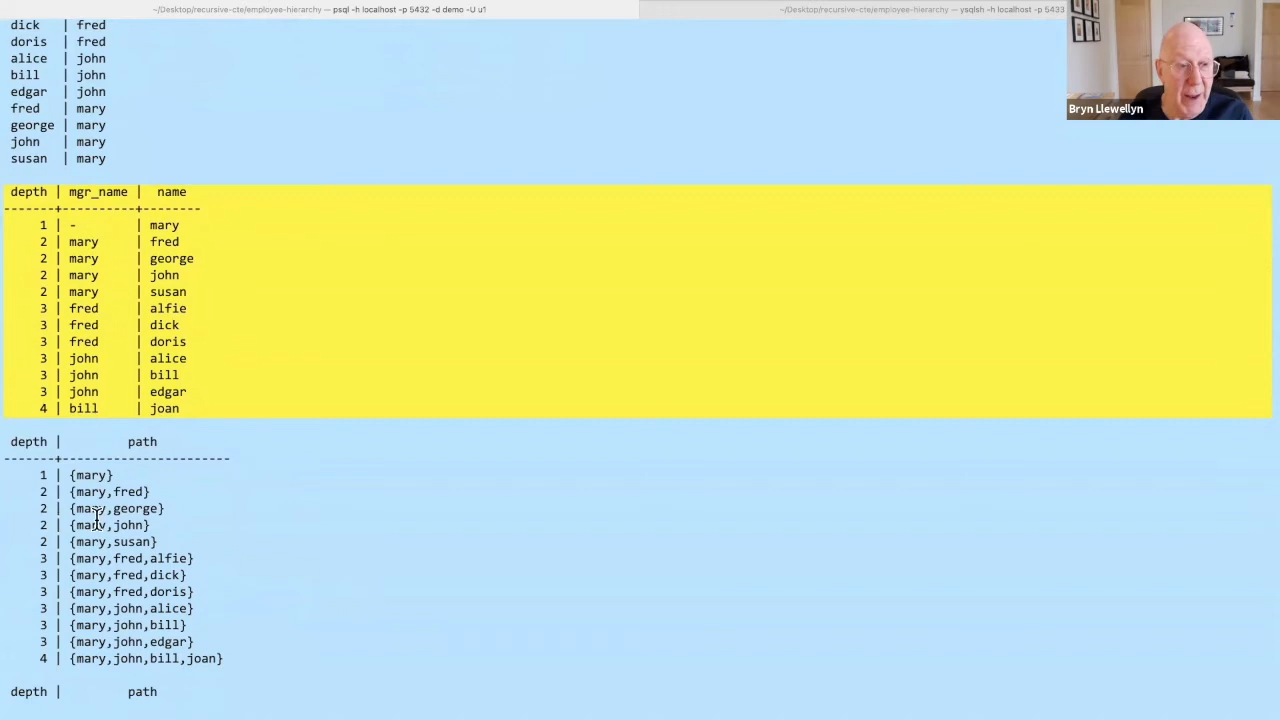 ~/Desktop/recursive-cte/employee-hierarchy — psql -h localhost -p 5432 -d demo -U u1
~/Desktop/recursive-cte/employee-hierarchy — ysqlsh -h localhost -p 5433
Bryn Llewellyn
dick | fred
doris | fred
alice | john
bill | john
edgar | john
fred | mary
george | mary
john | mary
susan | mary
depth | mgr_name | name
-------+----------+--------
1 | - | mary
2 | mary | fred
2 | mary | george
2 | mary | john
2 | mary | susan
3 | fred | alfie
3 | fred | dick
3 | fred | doris
3 | john | alice
3 | john | bill
3 | john | edgar
4 | bill | joan
depth | path
-------+-----------------------
1 | {mary}
2 | {mary,fred}
2 | {mary,george}
2 | {mary,john}
2 | {mary,susan}
3 | {mary,fred,alfie}
3 | {mary,fred,dick}
3 | {mary,fred,doris}
3 | {mary,john,alice}
3 | {mary,john,bill}
3 | {mary,john,edgar}
4 | {mary,john,bill,joan}
depth | path